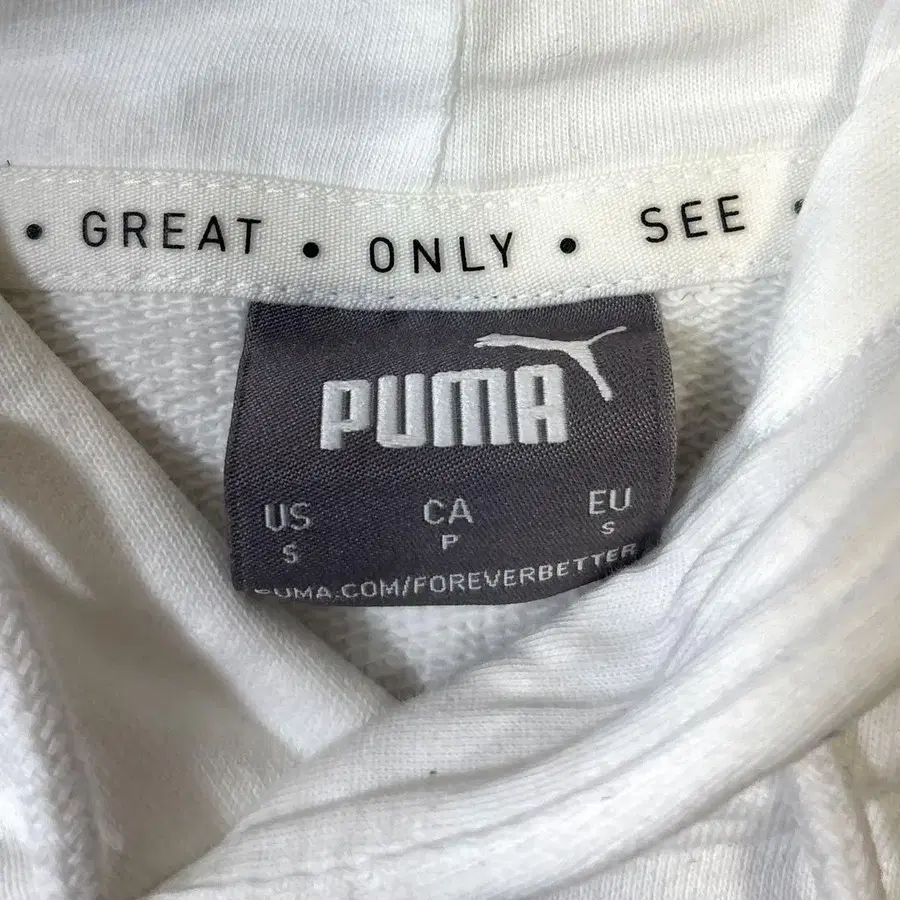 • GREAT • ONLY • SEE •
PUMA
US CA EU
S P S
PUMA.COM/FOREVERBETTER